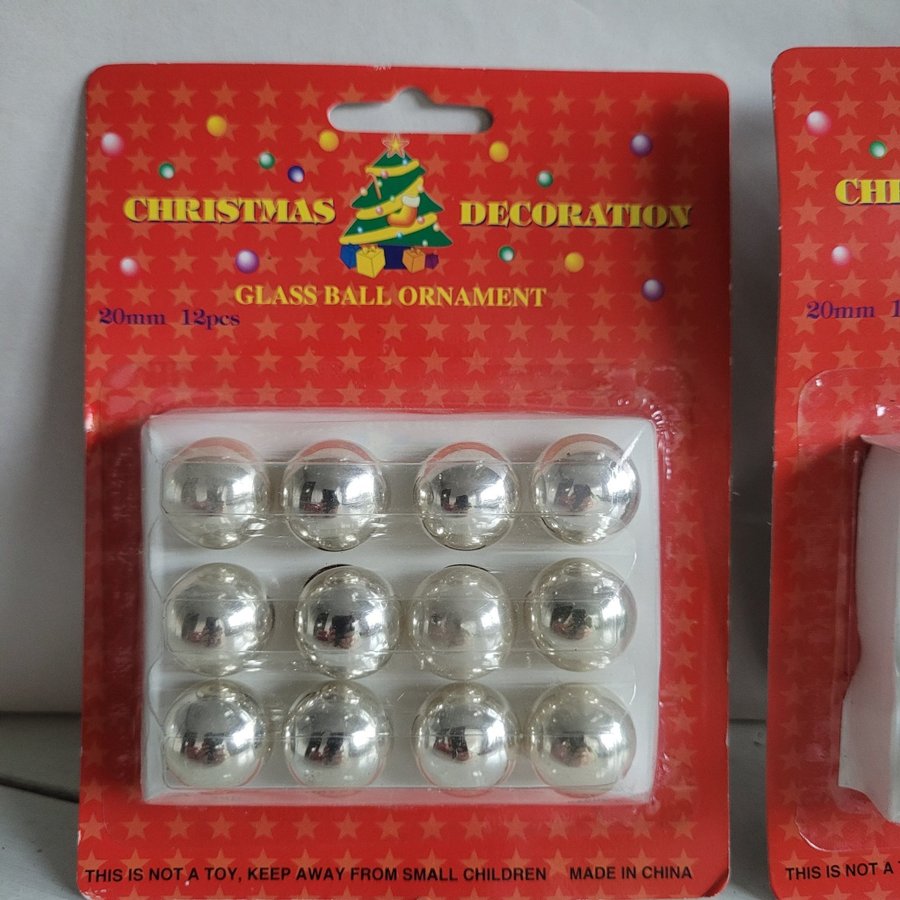 CHRISTMAS DECORATION
GLASS BALL ORNAMENT
20mm 12pcs
THIS IS NOT A TOY, KEEP AWAY FROM SMALL CHILDREN MADE IN CHINA
20mm
THIS IS NOT A